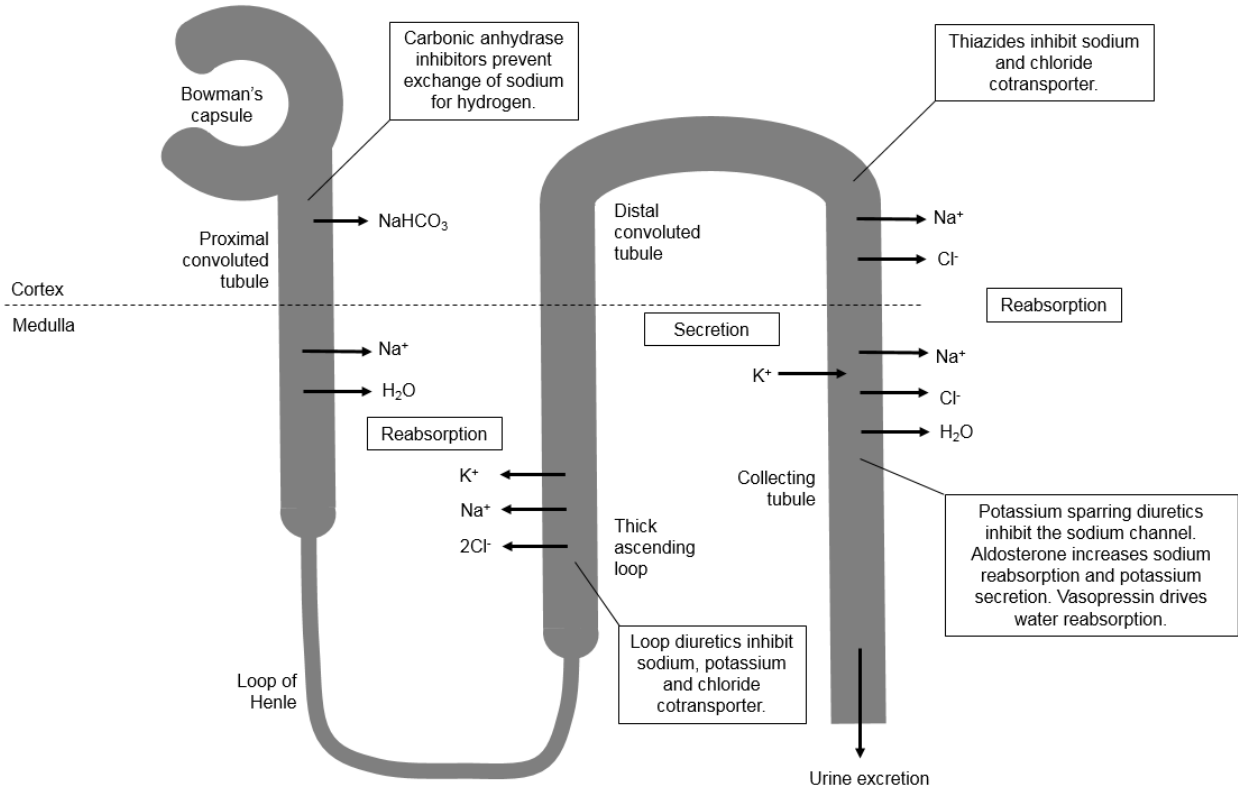 Carbonic anhydrase
inhibitors prevent
exchange of sodium
for hydrogen.
Thiazides inhibit sodium
and chloride
cotransporter.
Bowman's
capsule
NaHCO₃
Proximal
convoluted
tubule
Distal
convoluted
tubule
Na⁺
Cl⁻
Cortex
Medulla
Reabsorption
Secretion
Na⁺
H₂O
K⁺
Na⁺
Cl⁻
H₂O
Reabsorption
K⁺
Na⁺
2Cl⁻
Thick
ascending
loop
Collecting
tubule
Potassium sparring diuretics
inhibit the sodium channel.
Aldosterone increases sodium
reabsorption and potassium
secretion. Vasopressin drives
water reabsorption.
Loop diuretics inhibit
sodium, potassium
and chloride
cotransporter.
Loop of
Henle
Urine excretion